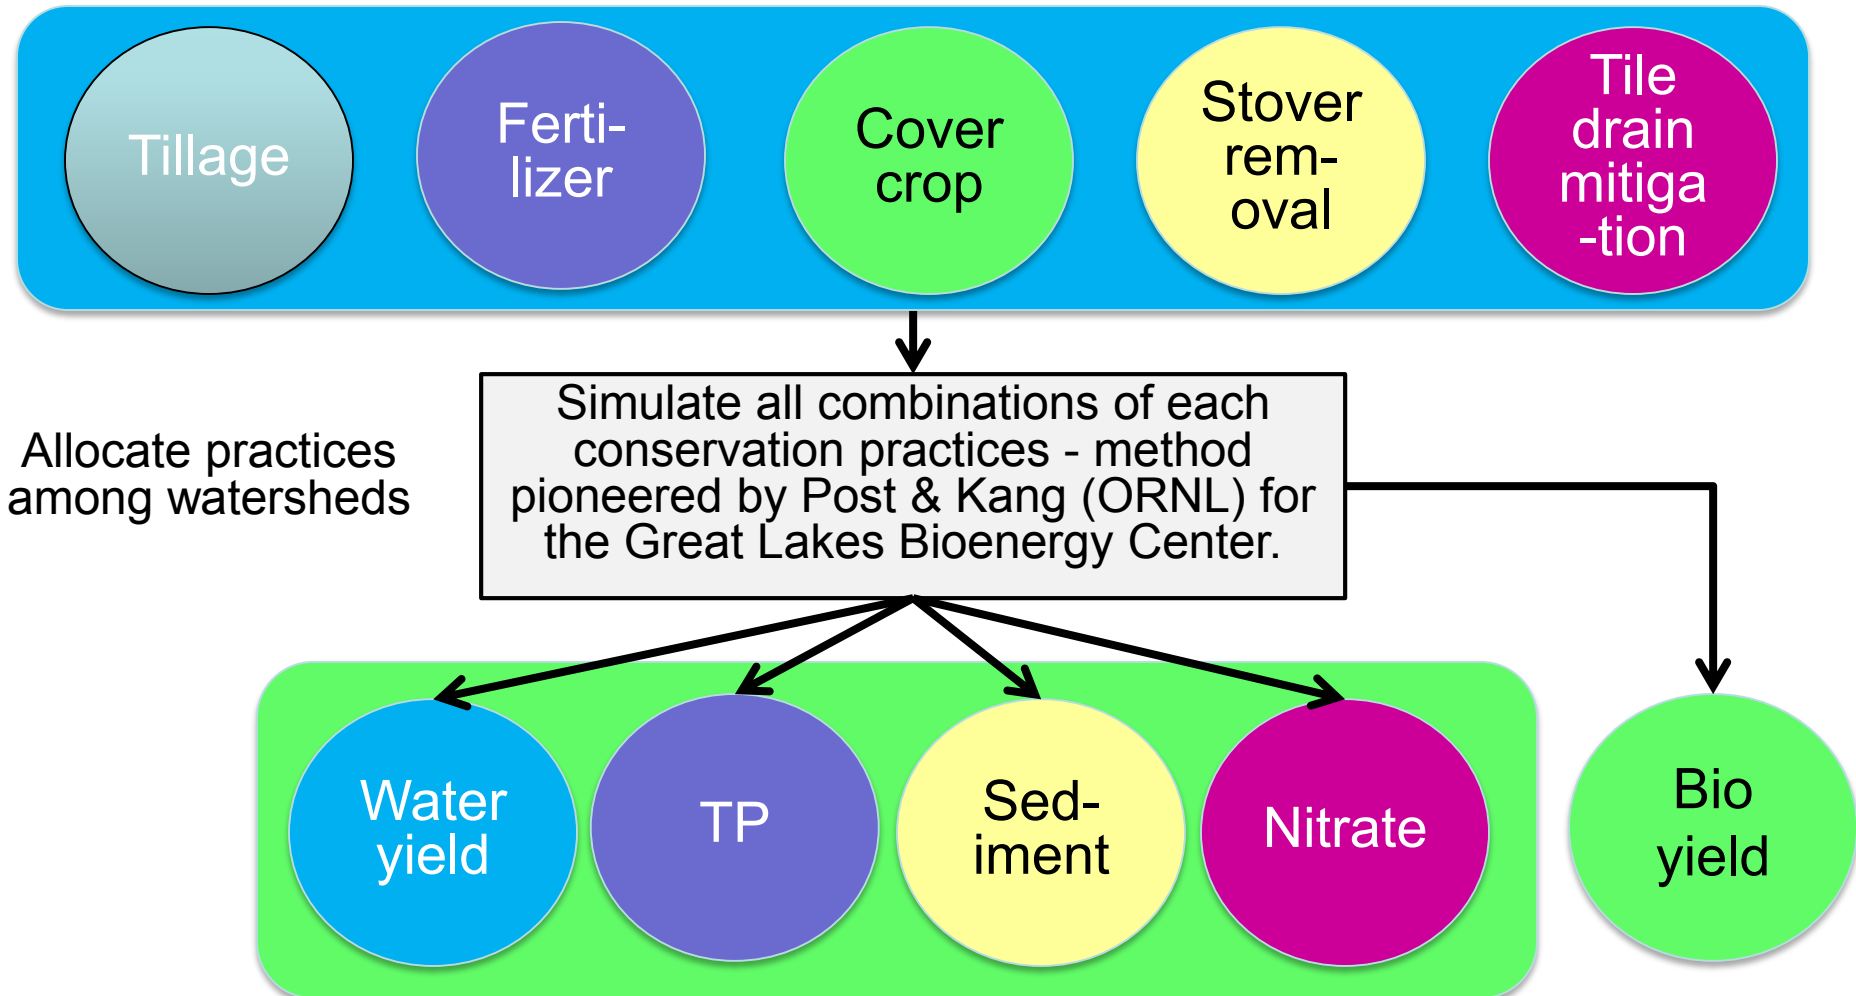 Tillage
Ferti-
lizer
Cover
crop
Stover
rem-
oval
Tile
drain
mitiga
-tion
Allocate practices
among watersheds
Simulate all combinations of each
conservation practices - method
pioneered by Post & Kang (ORNL) for
the Great Lakes Bioenergy Center.
Water
yield
TP
Sed-
iment
Nitrate
Bio
yield